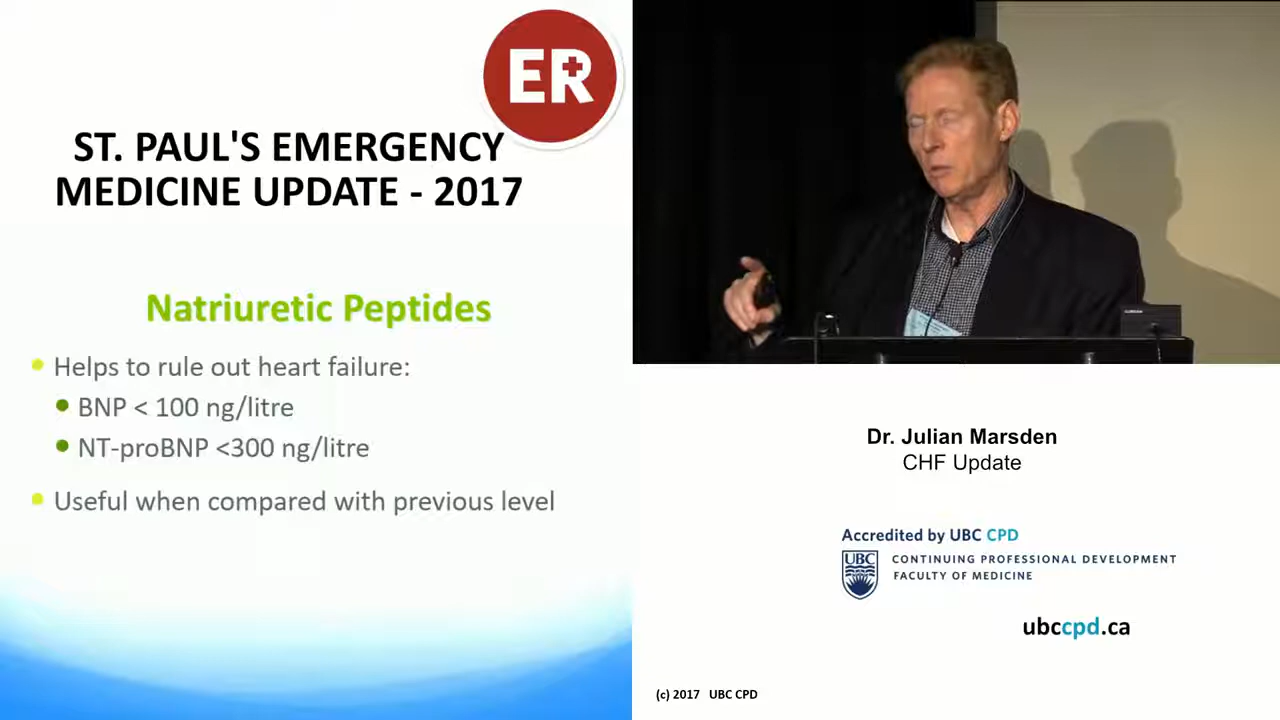 ER
ST. PAUL'S EMERGENCY
MEDICINE UPDATE - 2017
Natriuretic Peptides
Helps to rule out heart failure:
BNP < 100 ng/litre
NT-proBNP <300 ng/litre
Useful when compared with previous level
Dr. Julian Marsden
CHF Update
Accredited by UBC CPD
UBC
CONTINUING PROFESSIONAL DEVELOPMENT
FACULTY OF MEDICINE
ubccpd.ca
(c) 2017 UBC CPD